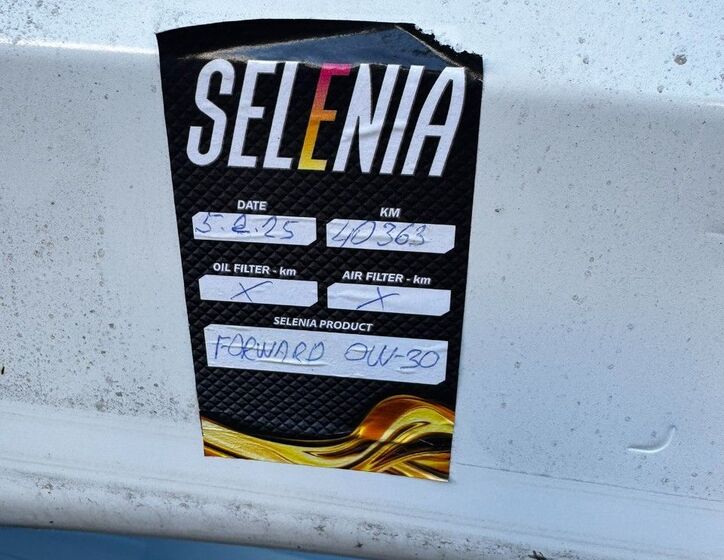 SELENIA
DATE KM
5.2.25 40363
OIL FILTER - km AIR FILTER - km
X X
SELENIA PRODUCT
FORWARD 0W-30